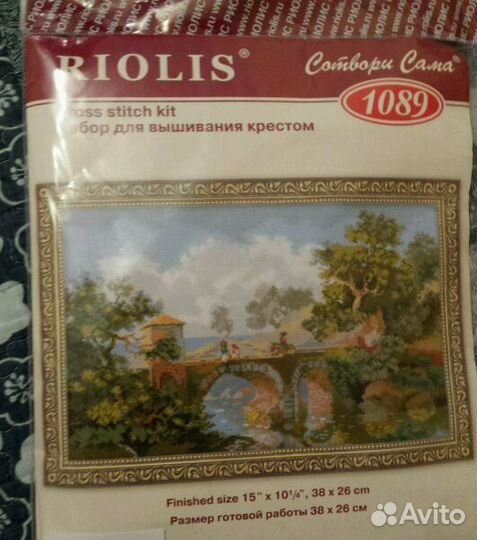 RIOLIS®
Сотвори Сама®
1089
ross stitch kit
абор для вышивания крестом
Finished size 15" x 10¼", 38 x 26 cm
Размер готовой работы 38 x 26 см
Avito